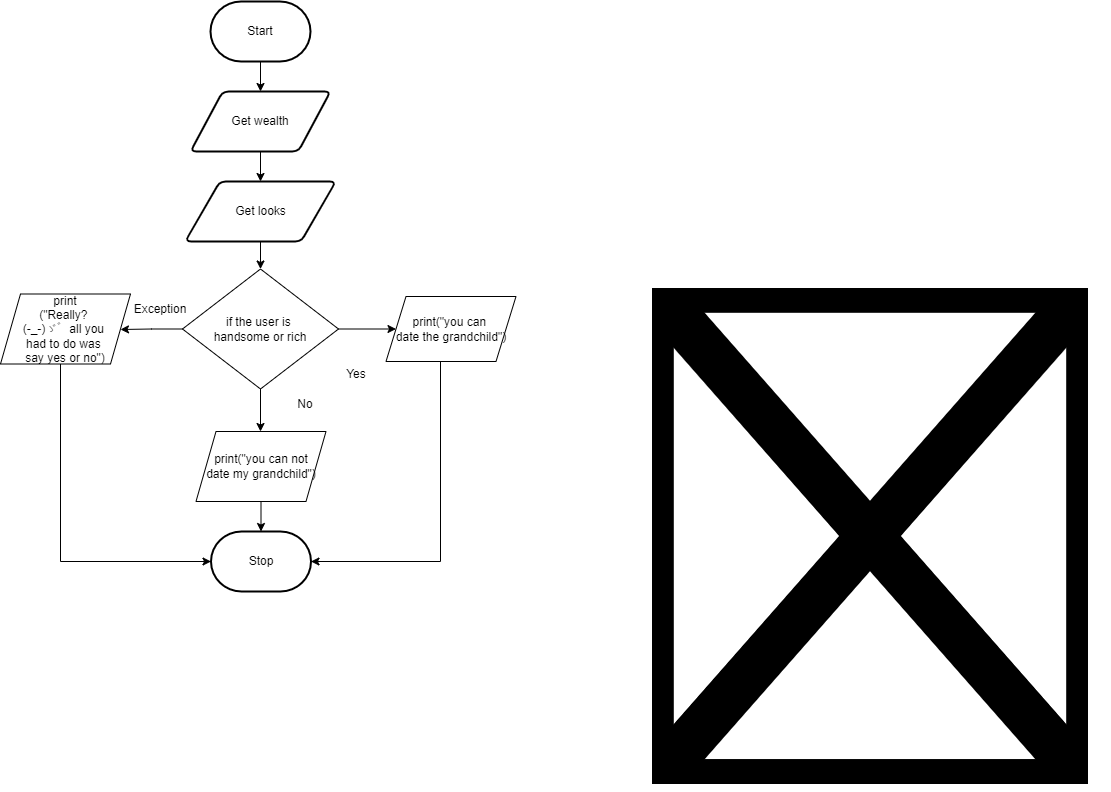 Start
Get wealth
Get looks
if the user is
handsome or rich
Exception
print
("Really?
(-_-)ゞ゛ all you
had to do was
say yes or no")
print("you can
date the grandchild")
Yes
No
print("you can not
date my grandchild")
Stop